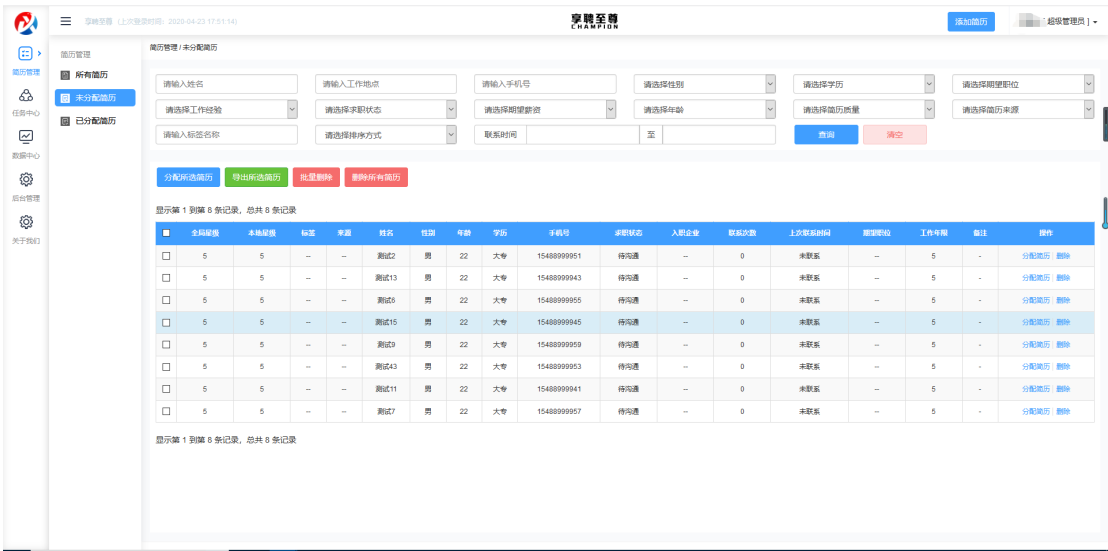 享聘至尊（上次登录时间：2020-04-23 17:51:14）
享聘至尊
CHAMPION
添加简历
超级管理员 ]
简历管理
任务中心
数据中心
后台管理
关于我们
简历管理
所有简历
未分配简历
已分配简历
简历管理 / 未分配简历
请输入姓名 请输入工作地点 请输入手机号 请选择性别 请选择学历 请选择期望职位
请选择工作经验 请选择求职状态 请选择期望薪资 请选择年龄 请选择简历质量 请选择简历来源
请输入标签名称 请选择排序方式 联系时间 至 查询 清空
分配所选简历 导出所选简历 批量删除 删除所有简历
显示第 1 到第 8 条记录，总共 8 条记录
全局星级 本地星级 标签 来源 姓名 性别 年龄 学历 手机号 求职状态 入职企业 联系次数 上次联系时间 期望职位 工作年限 备注 操作
5 5 -- -- 测试2 男 22 大专 15488999951 待沟通 -- 0 未联系 -- 5 - 分配简历 删除
5 5 -- -- 测试13 男 22 大专 15488999943 待沟通 -- 0 未联系 -- 5 - 分配简历 删除
5 5 -- -- 测试6 男 22 大专 15488999955 待沟通 -- 0 未联系 -- 5 - 分配简历 删除
5 5 -- -- 测试15 男 22 大专 15488999945 待沟通 -- 0 未联系 -- 5 - 分配简历 删除
5 5 -- -- 测试9 男 22 大专 15488999959 待沟通 -- 0 未联系 -- 5 - 分配简历 删除
5 5 -- -- 测试43 男 22 大专 15488999953 待沟通 -- 0 未联系 -- 5 - 分配简历 删除
5 5 -- -- 测试11 男 22 大专 15488999941 待沟通 -- 0 未联系 -- 5 - 分配简历 删除
5 5 -- -- 测试7 男 22 大专 15488999957 待沟通 -- 0 未联系 -- 5 - 分配简历 删除
显示第 1 到第 8 条记录，总共 8 条记录